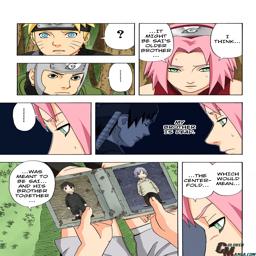 I THINK...
IT MIGHT
BE SAI'S
OLDER
BROTHER.
?
MY
BROTHER
IS DEAD.
WHICH
WOULD
MEAN...
...THE
CENTER-
FOLD...
...WAS
MEANT TO
BE SAI...
AND HIS
BROTHER
TOGETHER
...